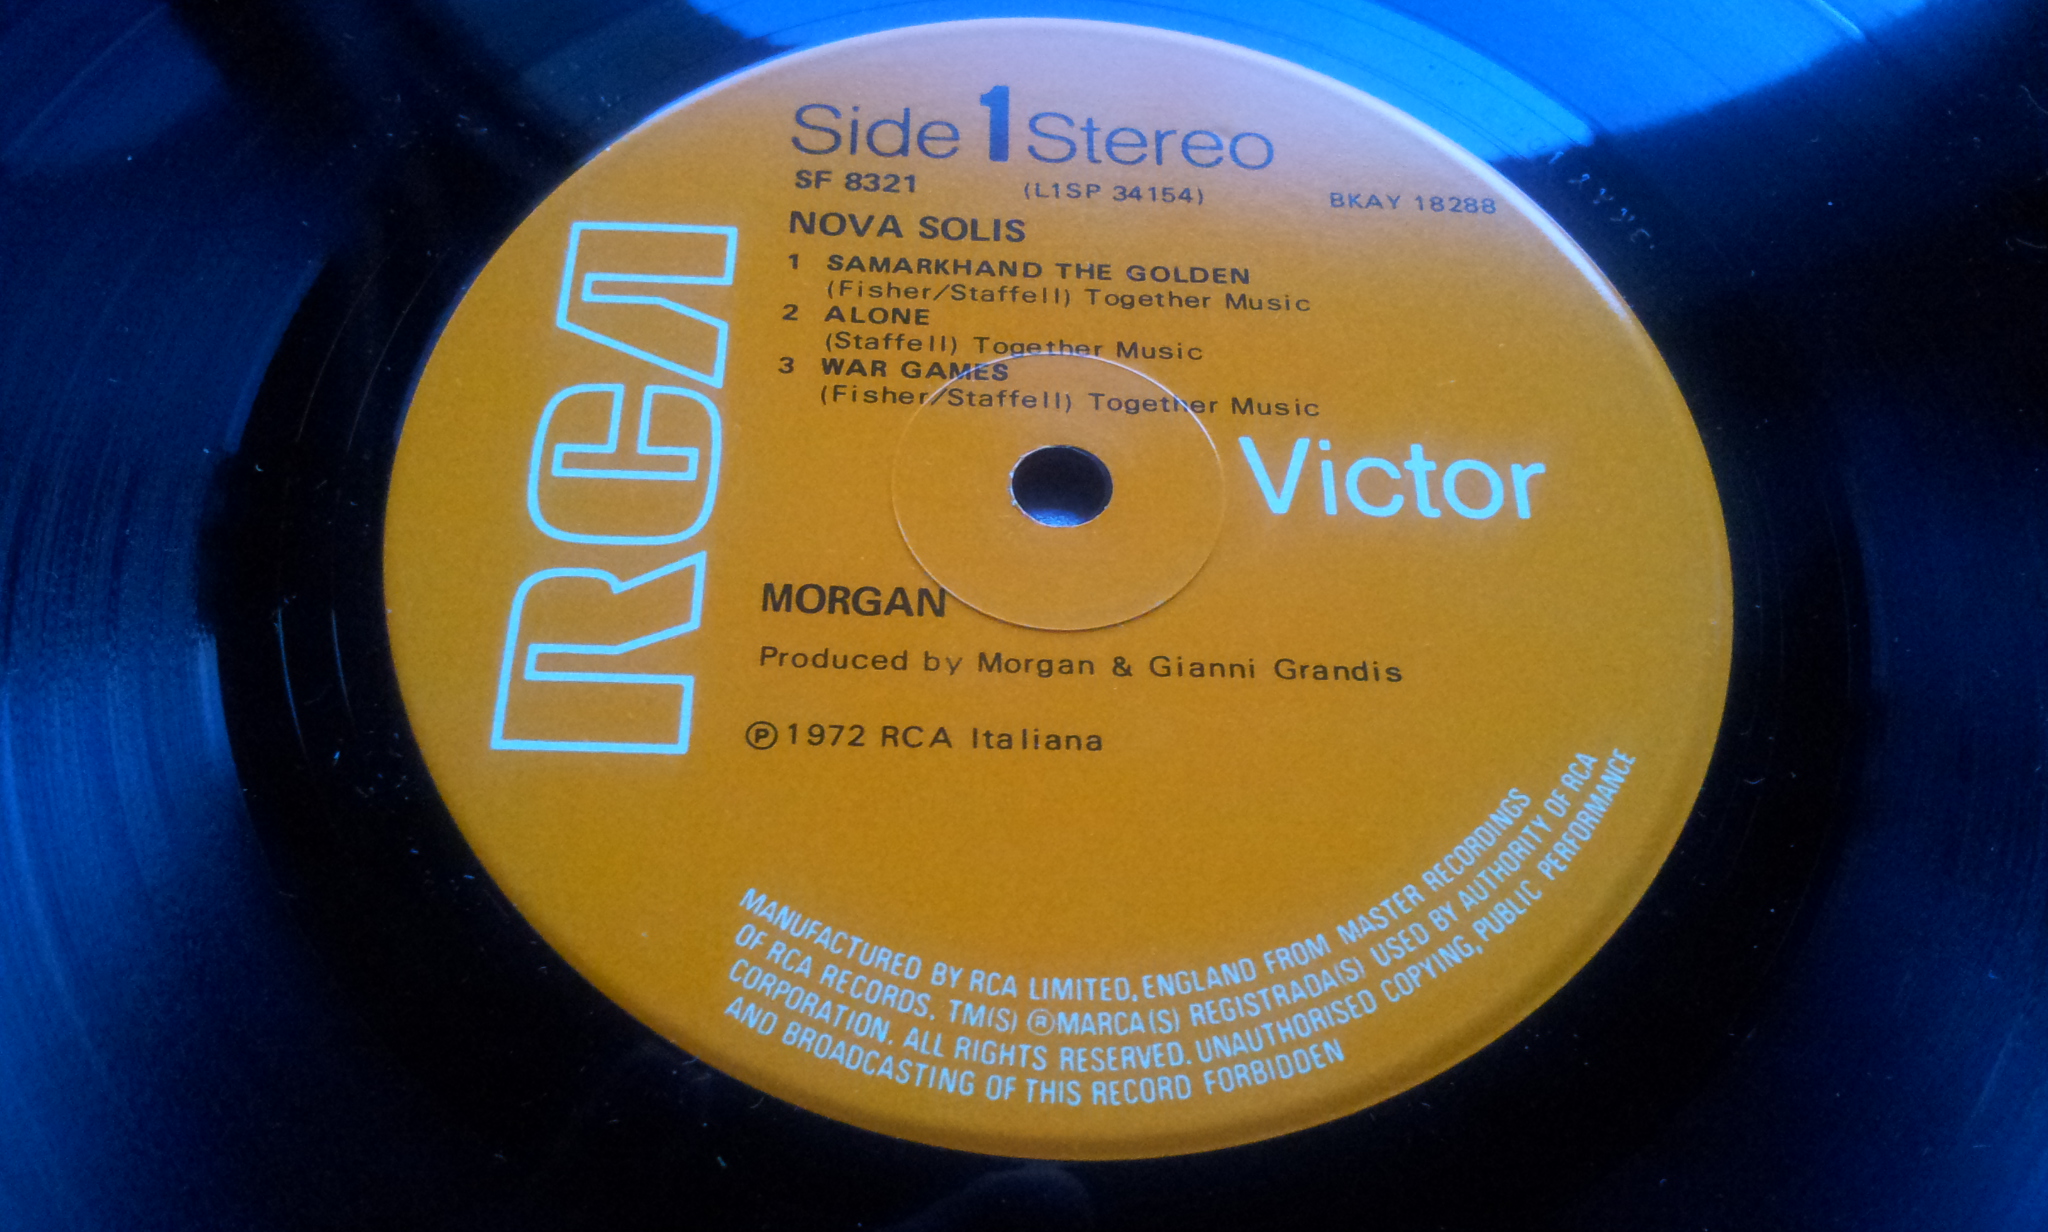 Side 1 Stereo
SF 8321 (L1SP 34154) BKAY 18288
NOVA SOLIS
1 SAMARKHAND THE GOLDEN
(Fisher/Staffell) Together Music
2 ALONE
(Staffell) Together Music
3 WAR GAMES
(Fisher/Staffell) Together Music
RCA
Victor
MORGAN
Produced by Morgan & Gianni Grandis
℗ 1972 RCA Italiana
MANUFACTURED BY RCA LIMITED, ENGLAND FROM MASTER RECORDINGS
OF RCA RECORDS. TM(S) ® MARCA(S) REGISTRADA(S) USED BY AUTHORITY OF RCA
CORPORATION. ALL RIGHTS RESERVED. UNAUTHORISED COPYING, PUBLIC PERFORMANCE
AND BROADCASTING OF THIS RECORD FORBIDDEN